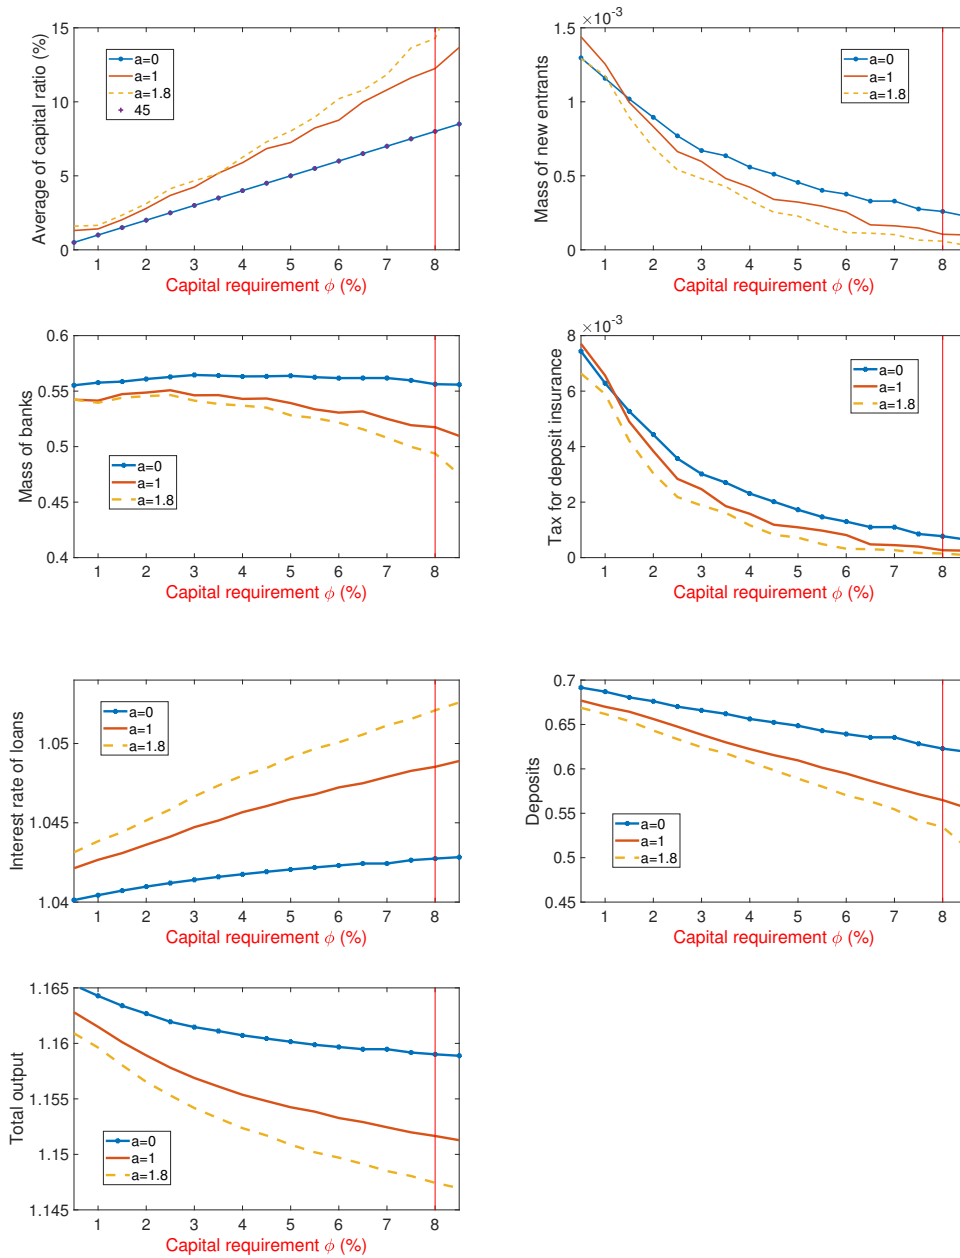 Average of capital ratio (%)
15
10
5
0
a=0
a=1
a=1.8
45
1 2 3 4 5 6 7 8
Capital requirement ϕ (%)
×10⁻³
Mass of new entrants
1.5
1
0.5
0
a=0
a=1
a=1.8
1 2 3 4 5 6 7 8
Capital requirement ϕ (%)
Mass of banks
0.6
0.55
0.5
0.45
0.4
a=0
a=1
a=1.8
1 2 3 4 5 6 7 8
Capital requirement ϕ (%)
×10⁻³
Tax for deposit insurance
8
6
4
2
0
a=0
a=1
a=1.8
1 2 3 4 5 6 7 8
Capital requirement ϕ (%)
Interest rate of loans
1.05
1.045
1.04
a=0
a=1
a=1.8
1 2 3 4 5 6 7 8
Capital requirement ϕ (%)
Deposits
0.7
0.65
0.6
0.55
0.5
0.45
a=0
a=1
a=1.8
1 2 3 4 5 6 7 8
Capital requirement ϕ (%)
Total output
1.165
1.16
1.155
1.15
1.145
a=0
a=1
a=1.8
1 2 3 4 5 6 7 8
Capital requirement ϕ (%)